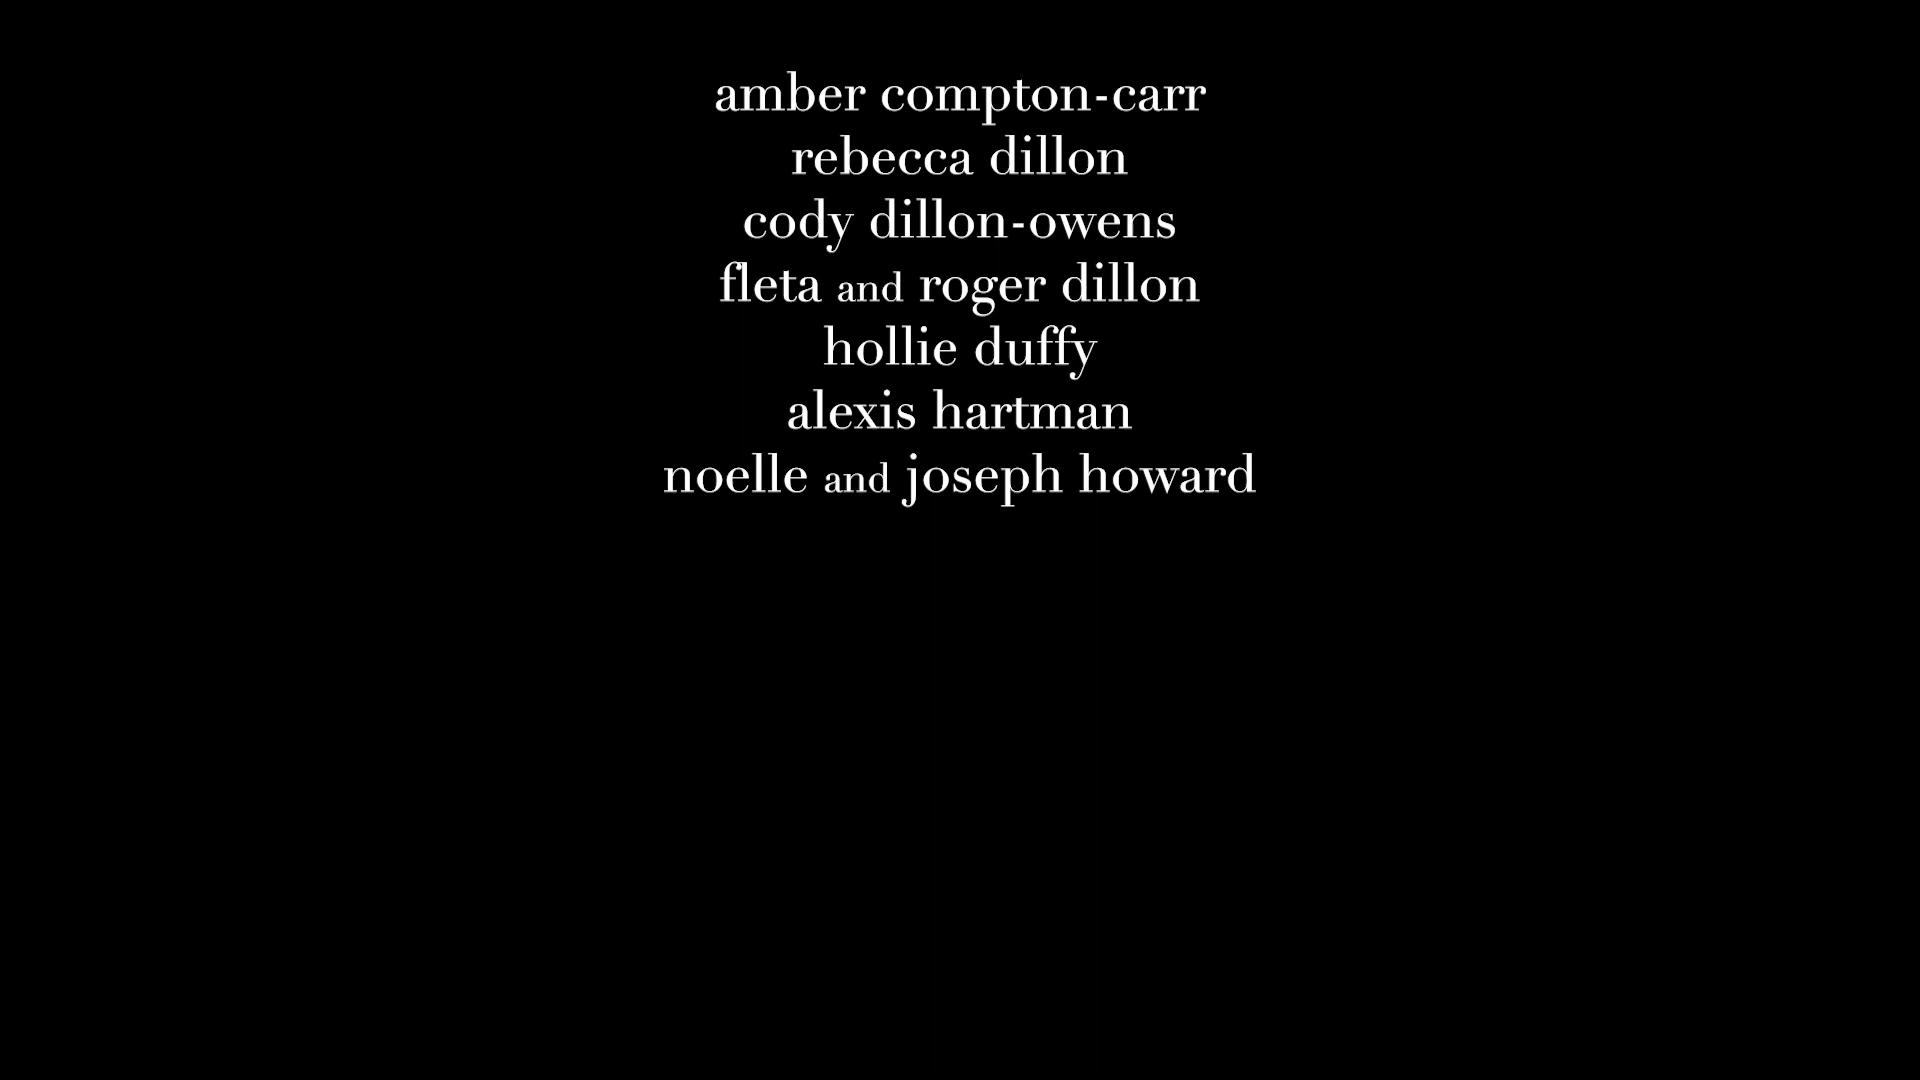 amber compton-carr
rebecca dillon
cody dillon-owens
fleta and roger dillon
hollie duffy
alexis hartman
noelle and joseph howard